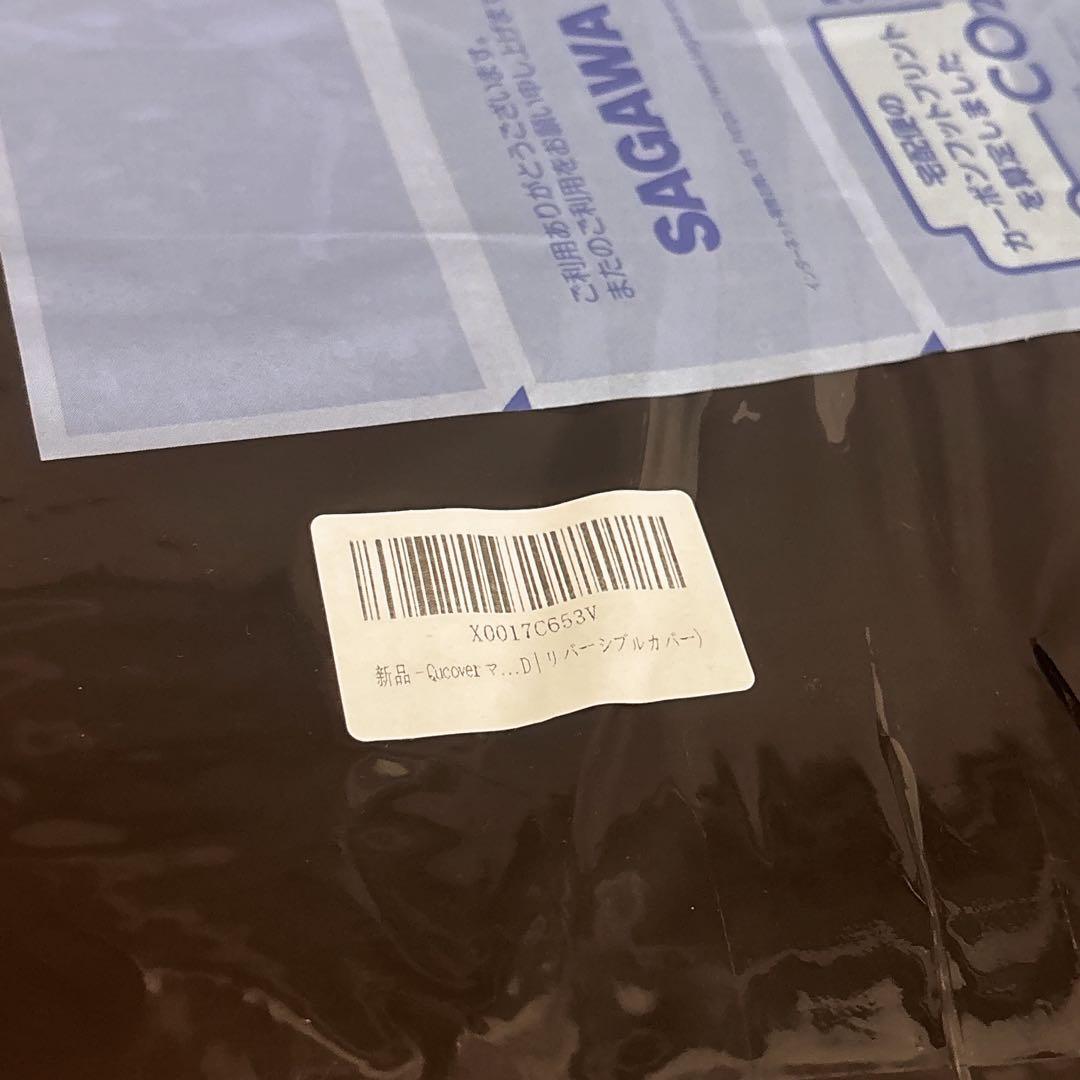 ご利用ありがとうございます。
またのご利用をお願い申し上げま
SAGAWA
宅配便の
カーボンフットプリント
を算定しました
CO2
X0017C653V
新品-Qucover マ...D|リバーシブルカバー)